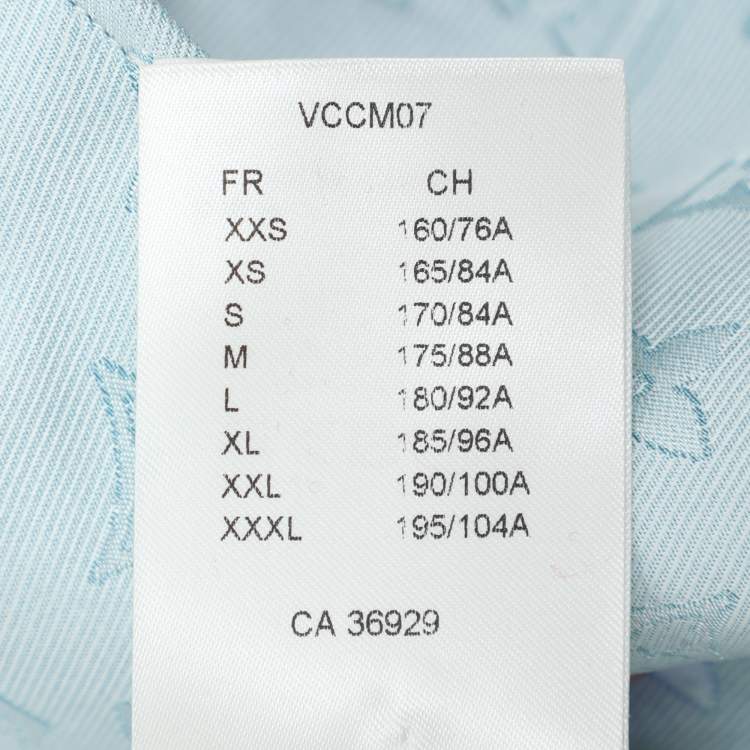 VCCM07
FR CH
XXS 160/76A
XS 165/84A
S 170/84A
M 175/88A
L 180/92A
XL 185/96A
XXL 190/100A
XXXL 195/104A
CA 36929